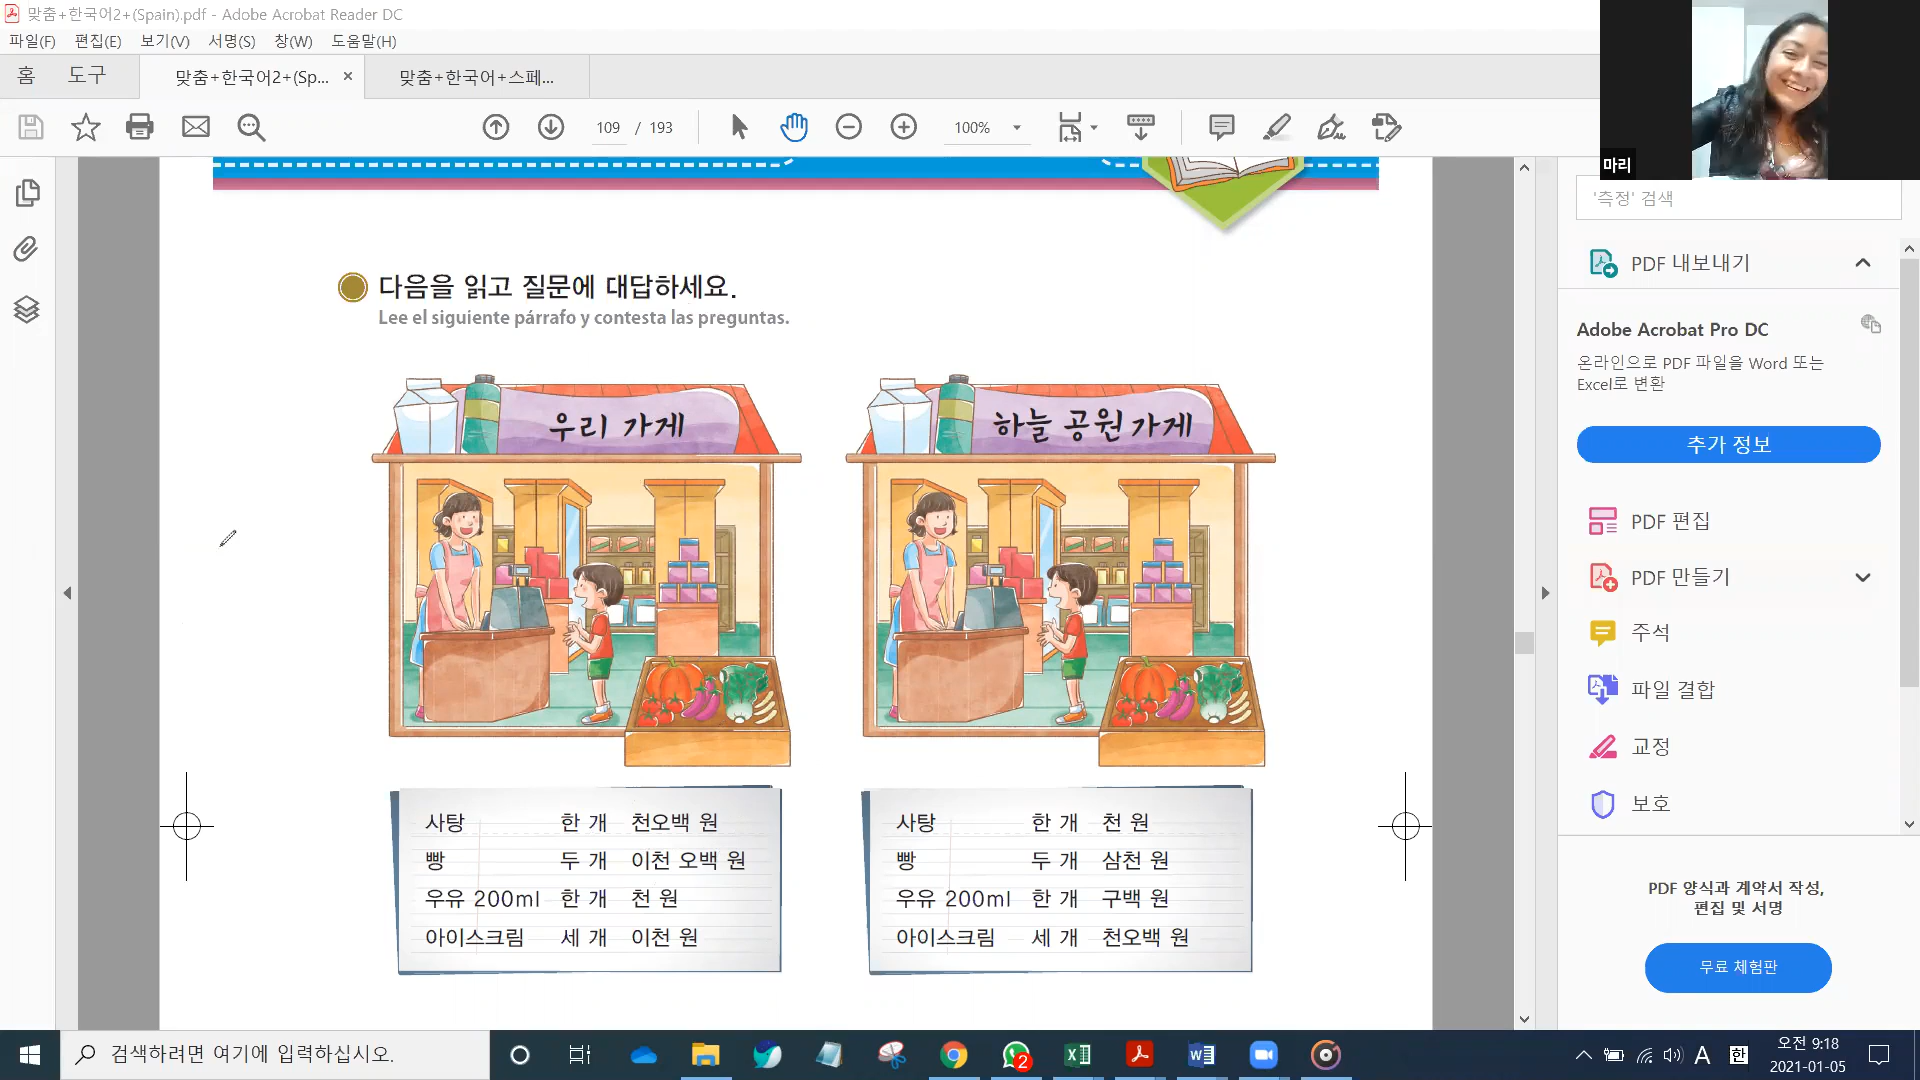 맞춤+한국어2+(Spain).pdf - Adobe Acrobat Reader DC
파일(F) 편집(E) 보기(V) 서명(S) 창(W) 도움말(H)
홈 도구 맞춤+한국어2+(Sp... × 맞춤+한국어+스페...
109 / 193 100%
마리
'측정' 검색
다음을 읽고 질문에 대답하세요.
Lee el siguiente párrafo y contesta las preguntas.
우리 가게
사탕 한 개 천오백 원
빵 두 개 이천 오백 원
우유 200ml 한 개 천 원
아이스크림 세 개 이천 원
하늘 공원 가게
사탕 한 개 천 원
빵 두 개 삼천 원
우유 200ml 한 개 구백 원
아이스크림 세 개 천오백 원
PDF 내보내기
Adobe Acrobat Pro DC
온라인으로 PDF 파일을 Word 또는
Excel로 변환
추가 정보
PDF 편집
PDF 만들기
주석
파일 결합
교정
보호
PDF 양식과 계약서 작성,
편집 및 서명
무료 체험판
검색하려면 여기에 입력하십시오.
2
A 한
오전 9:18
2021-01-05